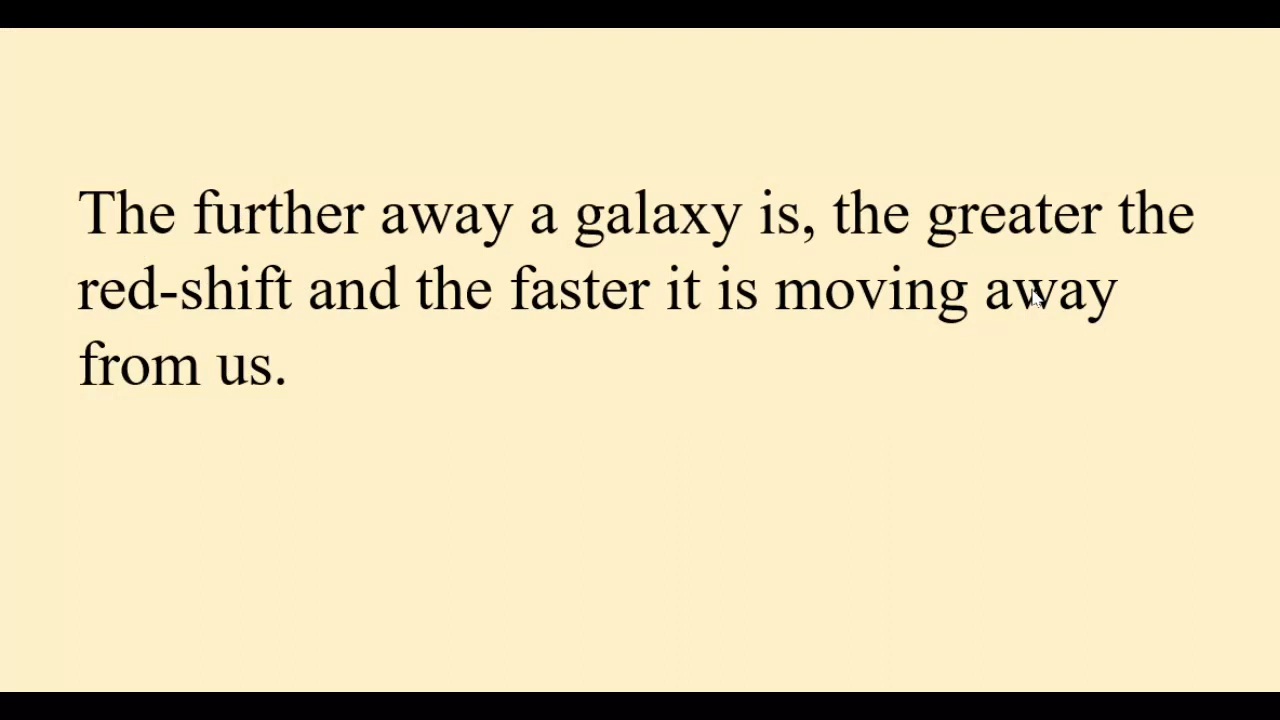 The further away a galaxy is, the greater the
red-shift and the faster it is moving away
from us.